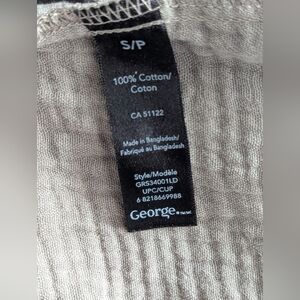 S/P
100% Cotton/
Coton
CA 51122
Made in Bangladesh/
Fabriqué au Bangladesh
Style/Modèle
GRS34001LD
UPC/CUP
6 8218669988
George